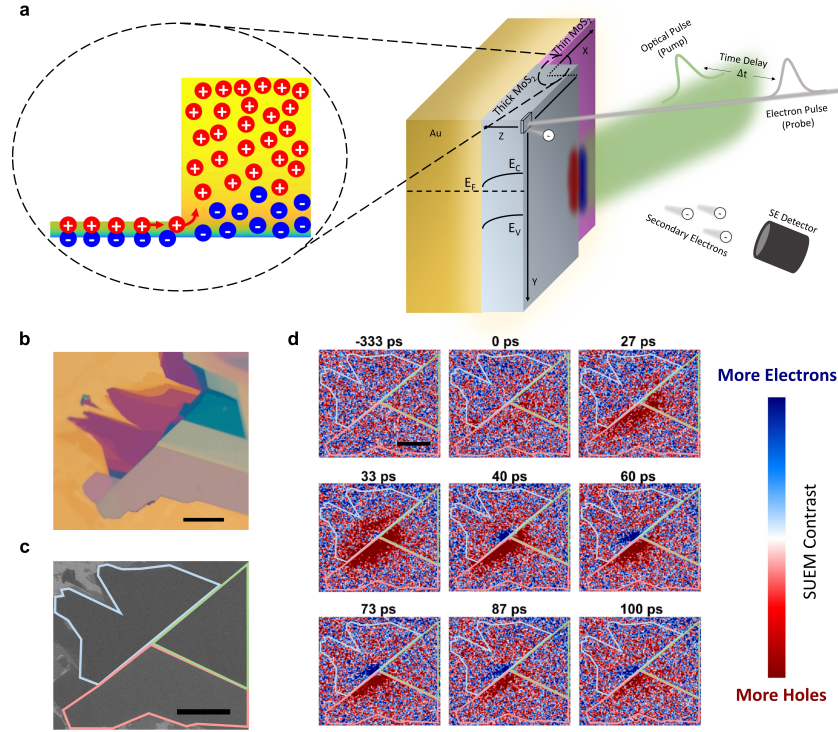 a
Optical Pulse
(Pump)
Time Delay
Δt
Electron Pulse
(Probe)
Thin MoS2
Thick MoS2
X
Au
Z
-
EC
EF
EV
Y
Secondary Electrons
SE Detector
b
c
d
-333 ps
0 ps
27 ps
33 ps
40 ps
60 ps
73 ps
87 ps
100 ps
More Electrons
SUEM Contrast
More Holes